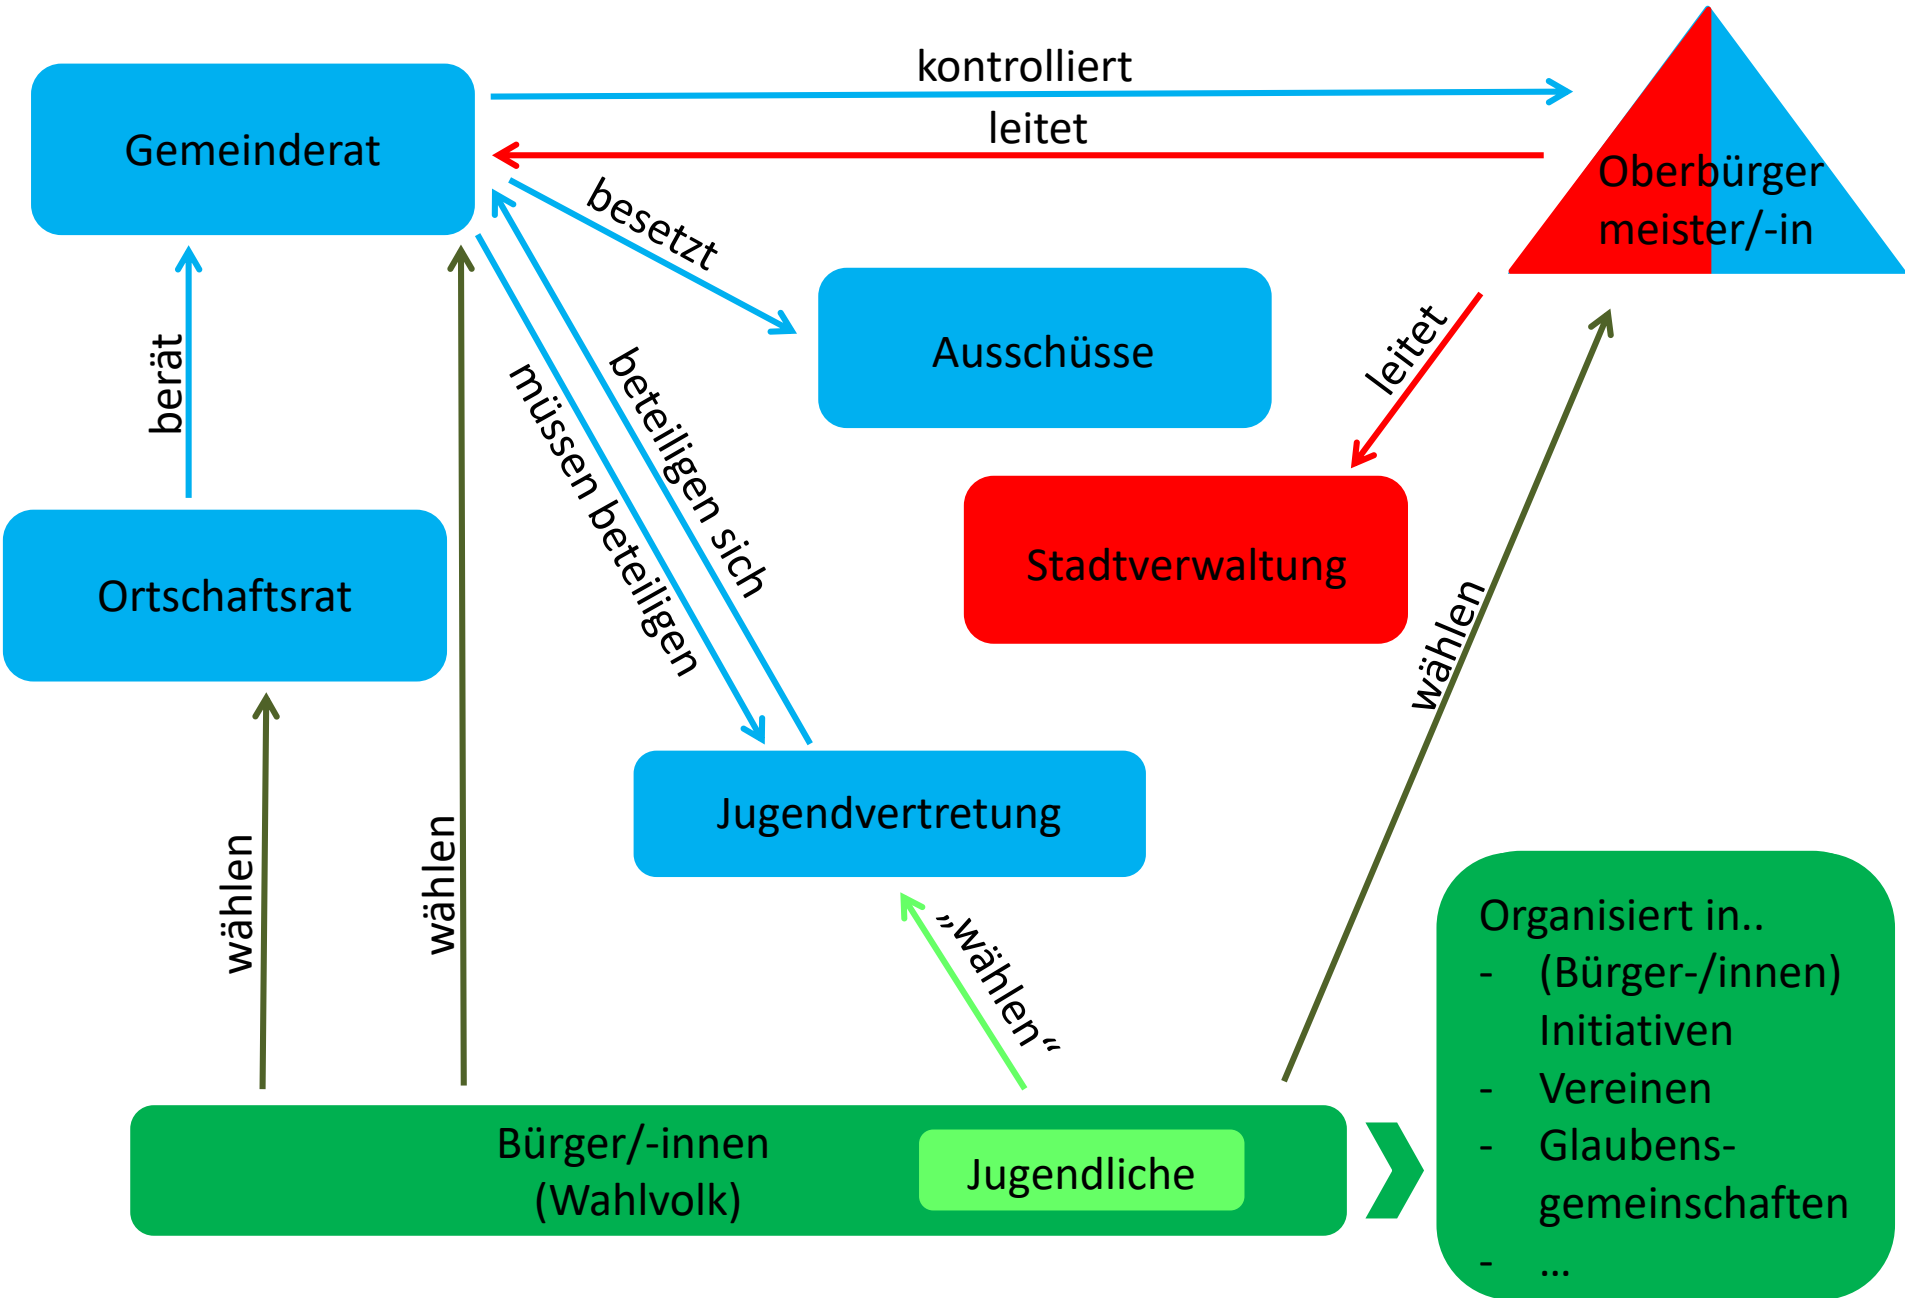 kontrolliert
leitet
Gemeinderat
Oberbürger
meister/-in
besetzt
Ausschüsse
leitet
berät
müssen beteiligen
beteiligen sich
Stadtverwaltung
Ortschaftsrat
wählen
Jugendvertretung
wählen
wählen
„wählen“
Organisiert in..
- (Bürger-/innen)
Initiativen
- Vereinen
- Glaubens-
gemeinschaften
- ...
Bürger/-innen
(Wahlvolk)
Jugendliche